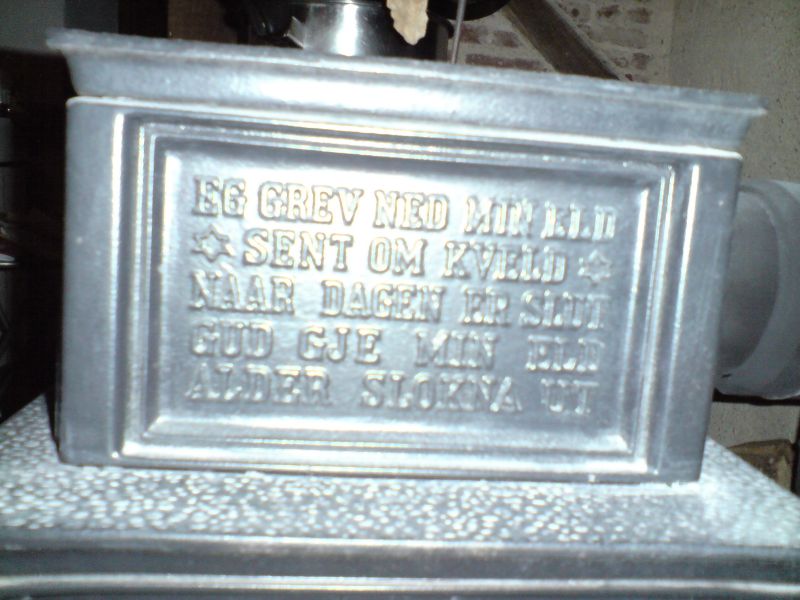 EG GREV NED MIN ELD
SENT OM KVELD
NAAR DAGEN ER SLUT
GUD GJE MIN ELD
ALDER SLOKNA UT